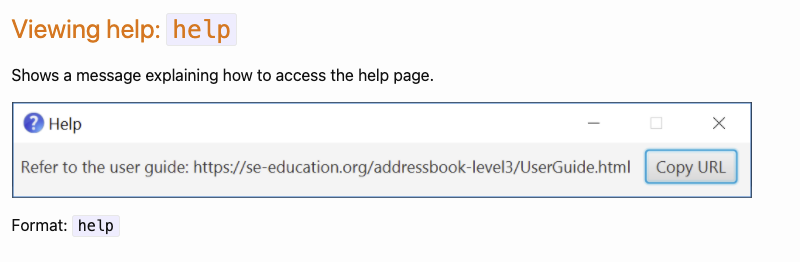 Viewing help: help
Shows a message explaining how to access the help page.
? Help
Refer to the user guide: https://se-education.org/addressbook-level3/UserGuide.html Copy URL
Format: help